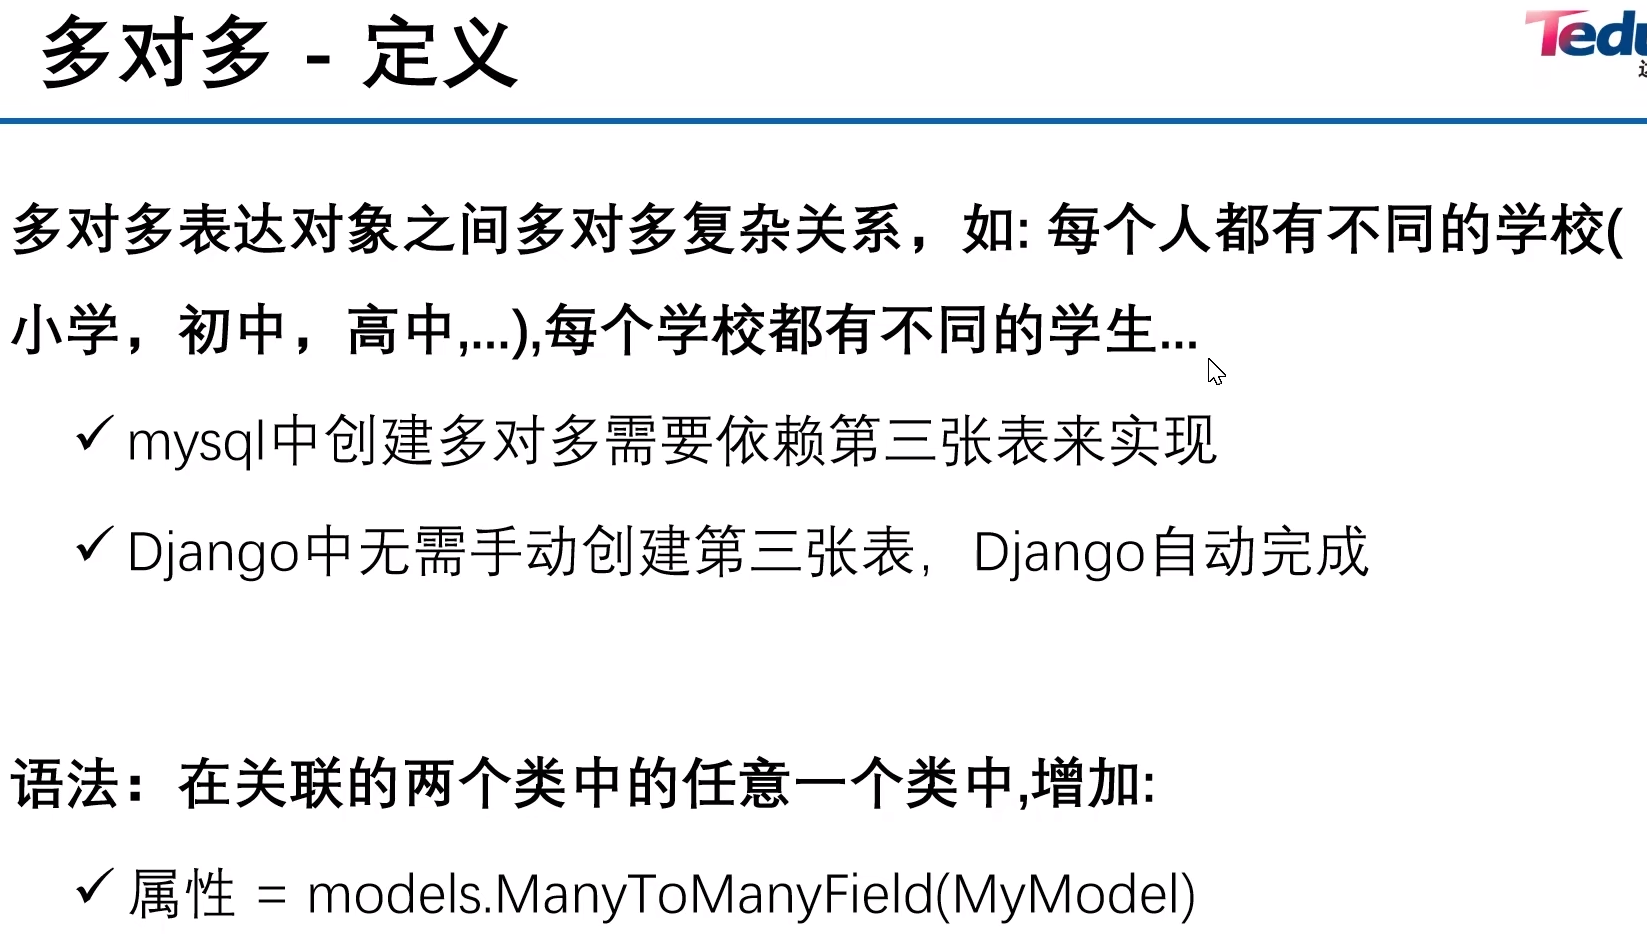 多对多 - 定义
Tedu
多对多表达对象之间多对多复杂关系，如: 每个人都有不同的学校(
小学，初中，高中,...),每个学校都有不同的学生...
✓ mysql中创建多对多需要依赖第三张表来实现
✓ Django中无需手动创建第三张表，Django自动完成
语法：在关联的两个类中的任意一个类中,增加:
✓ 属性 = models.ManyToManyField(MyModel)